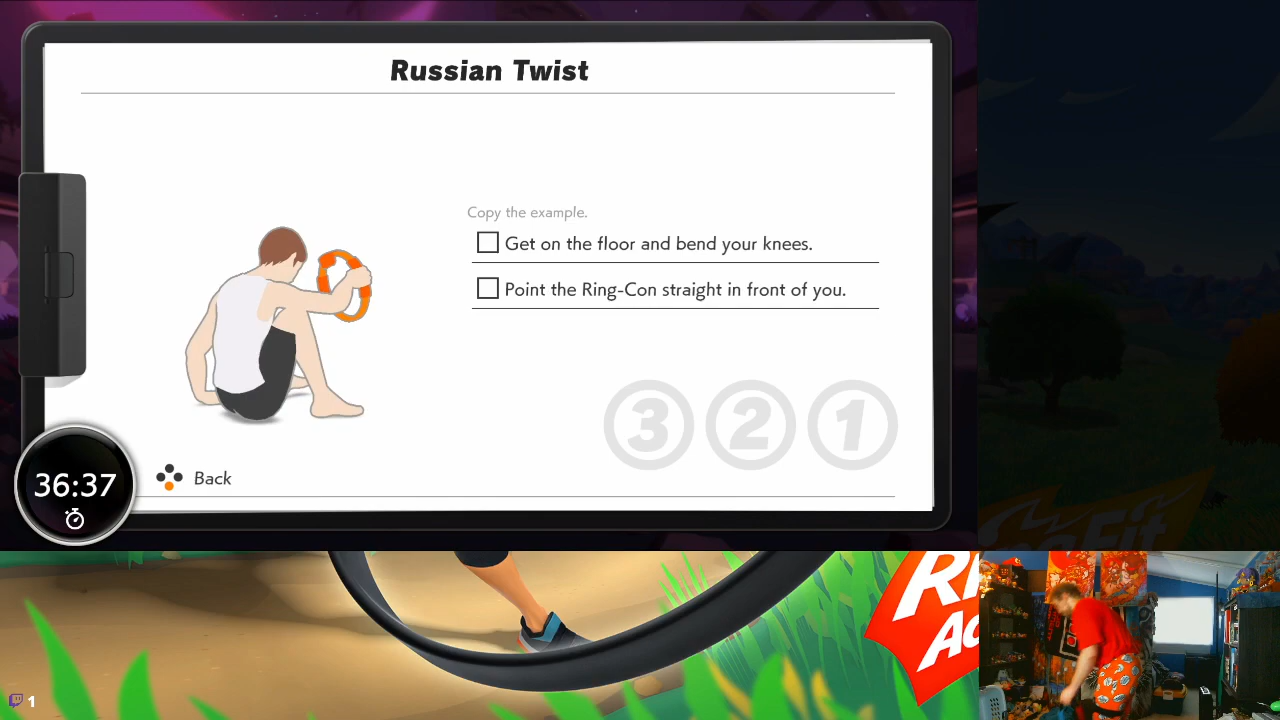 Russian Twist
Copy the example.
Get on the floor and bend your knees.
Point the Ring-Con straight in front of you.
3 2 1
36:37
Back
1